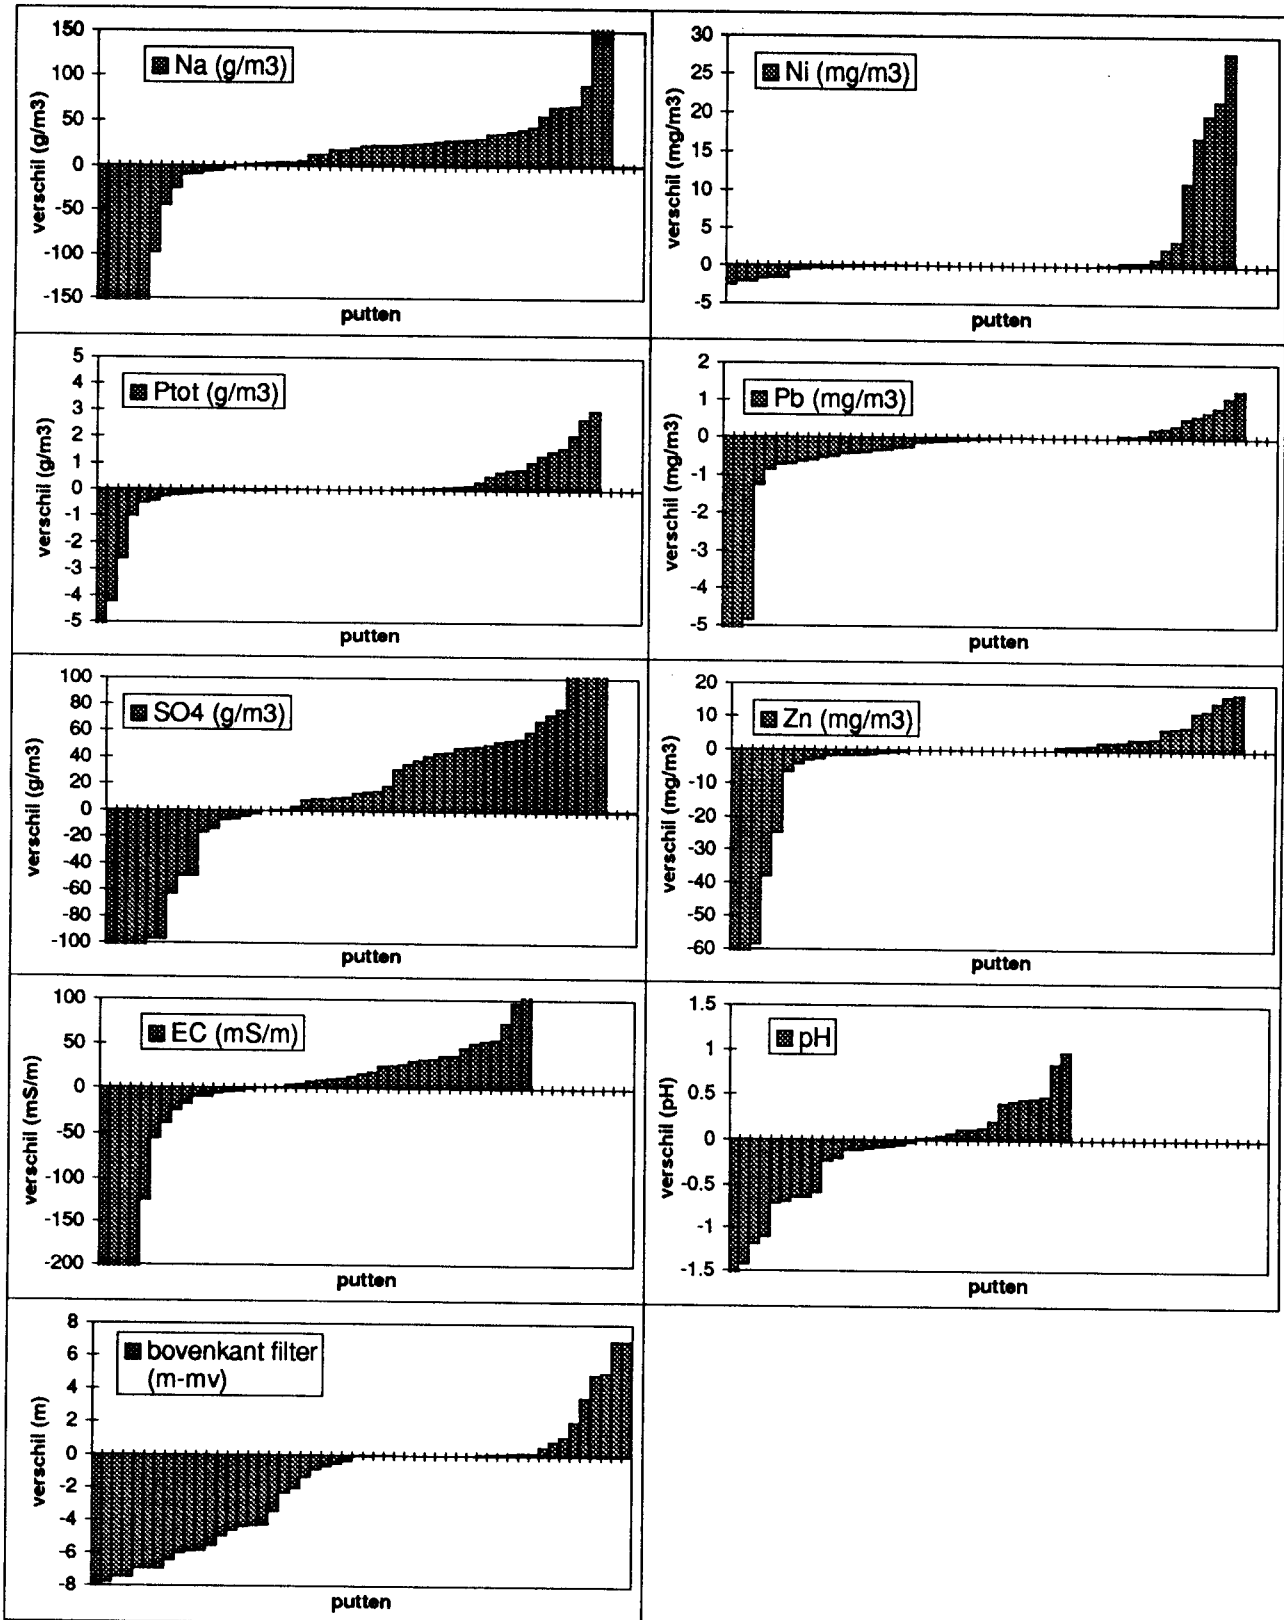 Na (g/m3)
verschil (g/m3)
150
100
50
0
-50
-100
-150
putten
Ni (mg/m3)
verschil (mg/m3)
30
25
20
15
10
5
0
-5
putten
Ptot (g/m3)
verschil (g/m3)
5
4
3
2
1
0
-1
-2
-3
-4
-5
putten
Pb (mg/m3)
verschil (mg/m3)
2
1
0
-1
-2
-3
-4
-5
putten
SO4 (g/m3)
verschil (g/m3)
100
80
60
40
20
0
-20
-40
-60
-80
-100
putten
Zn (mg/m3)
verschil (mg/m3)
20
10
0
-10
-20
-30
-40
-50
-60
putten
EC (mS/m)
verschil (mS/m)
100
50
0
-50
-100
-150
-200
putten
pH
verschil (pH)
1.5
1
0.5
0
-0.5
-1
-1.5
putten
bovenkant filter
(m-mv)
verschil (m)
8
6
4
2
0
-2
-4
-6
-8
putten